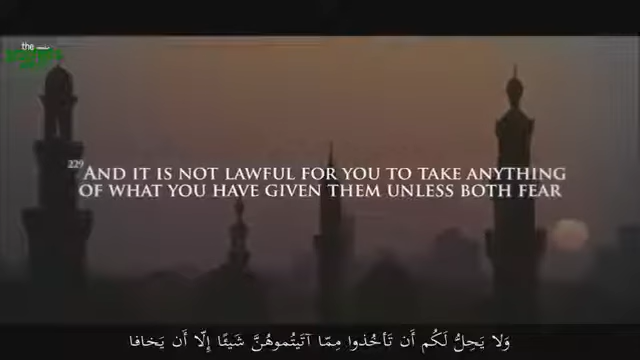 the
229 AND IT IS NOT LAWFUL FOR YOU TO TAKE ANYTHING
OF WHAT YOU HAVE GIVEN THEM UNLESS BOTH FEAR
وَلا يَحِلُّ لَكُم أَن تَأخُذوا مِمّا آتَيتُموهُنَّ شَيئًا إِلّا أَن يَخافا